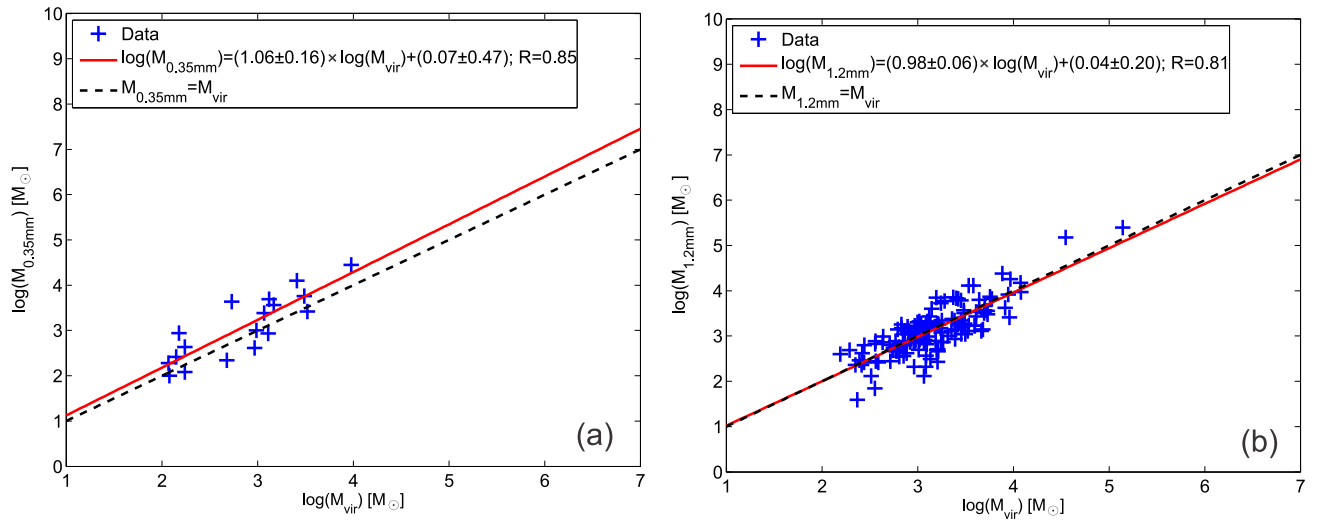 10
9
8
7
6
5
4
3
2
1
0
log(M0.35mm) [M☉]
Data
log(M0.35mm)=(1.06±0.16)×log(Mvir)+(0.07±0.47); R=0.85
M0.35mm=Mvir
(a)
1 2 3 4 5 6 7
log(Mvir) [M☉]
10
9
8
7
6
5
4
3
2
1
0
log(M1.2mm) [M☉]
Data
log(M1.2mm)=(0.98±0.06)×log(Mvir)+(0.04±0.20); R=0.81
M1.2mm=Mvir
(b)
1 2 3 4 5 6 7
log(Mvir) [M☉]